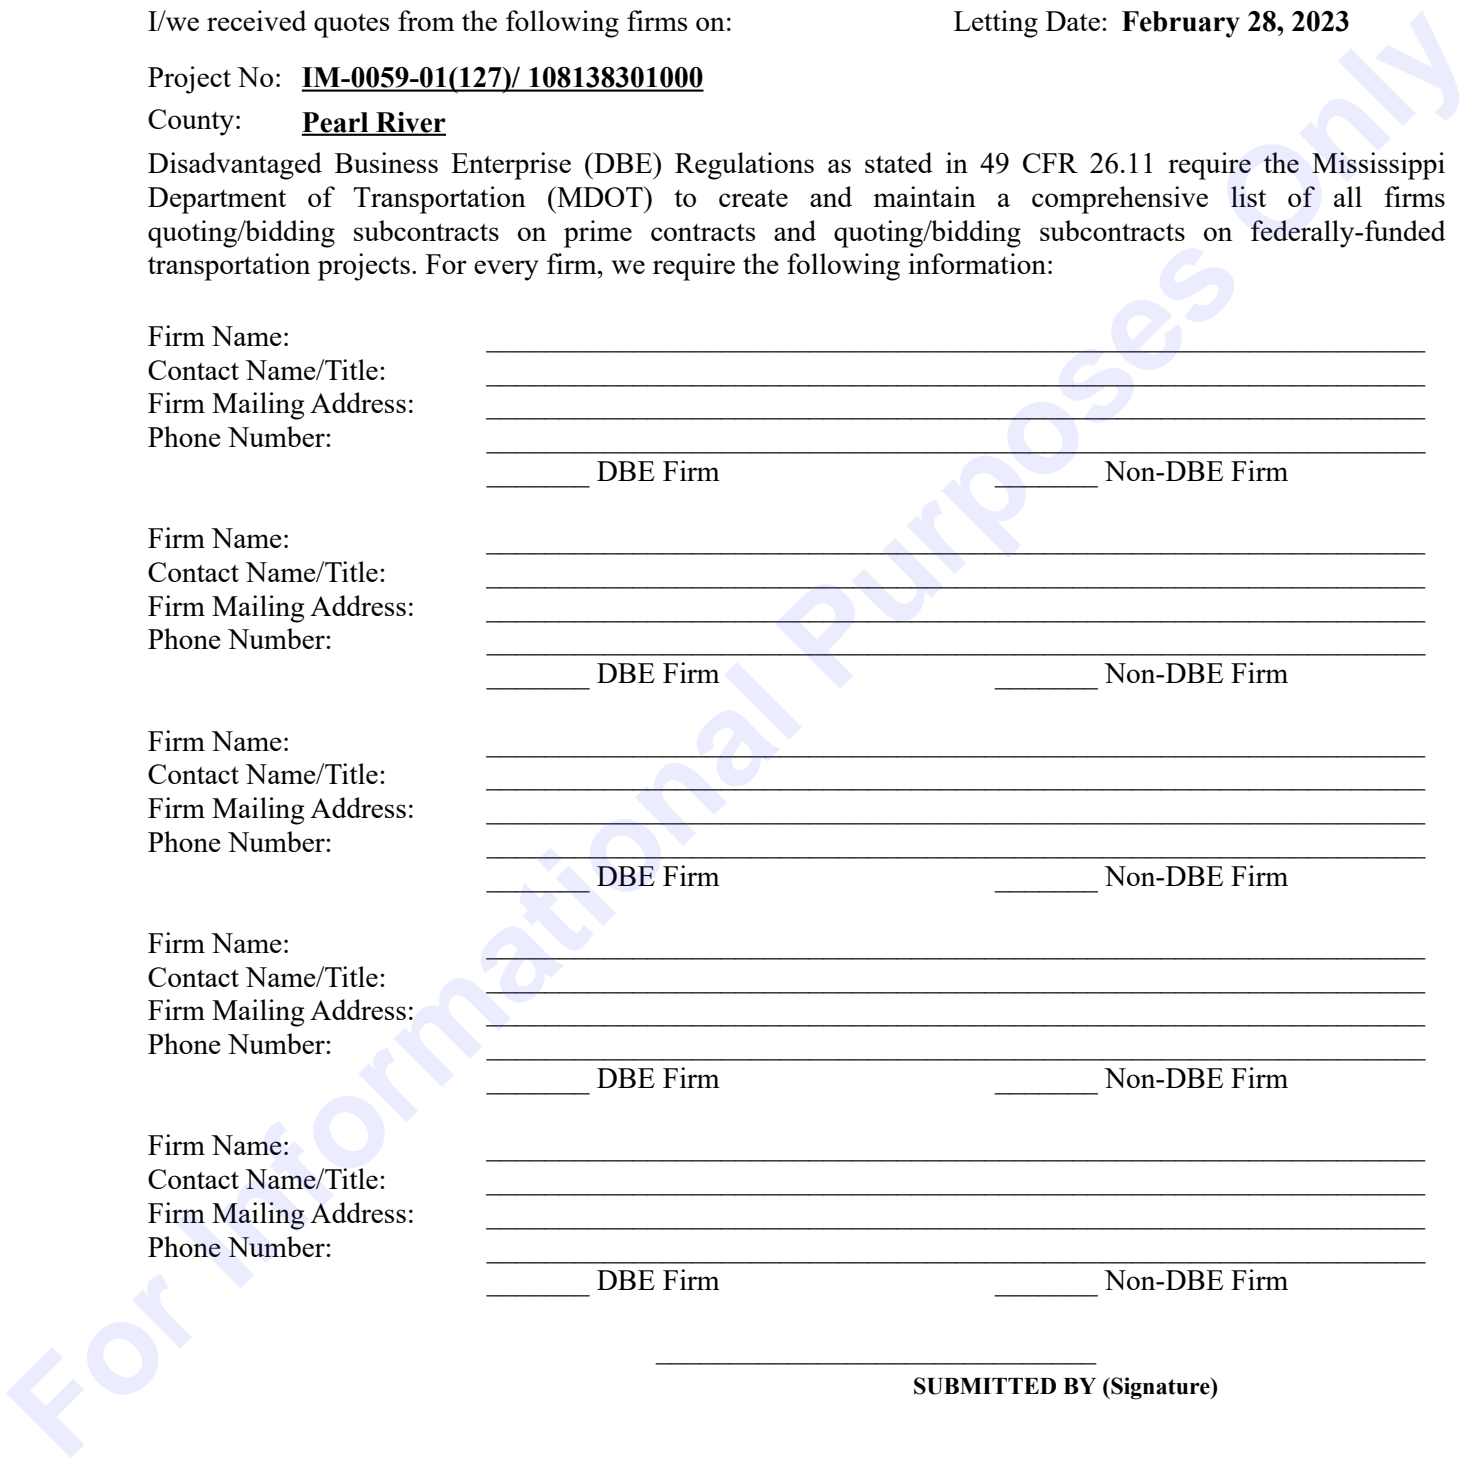 I/we received quotes from the following firms on: Letting Date: February 28, 2023
Project No: IM-0059-01(127)/ 108138301000
County: Pearl River
Disadvantaged Business Enterprise (DBE) Regulations as stated in 49 CFR 26.11 require the Mississippi
Department of Transportation (MDOT) to create and maintain a comprehensive list of all firms
quoting/bidding subcontracts on prime contracts and quoting/bidding subcontracts on federally-funded
transportation projects. For every firm, we require the following information:
Firm Name:
Contact Name/Title:
Firm Mailing Address:
Phone Number:
DBE Firm Non-DBE Firm
Firm Name:
Contact Name/Title:
Firm Mailing Address:
Phone Number:
DBE Firm Non-DBE Firm
Firm Name:
Contact Name/Title:
Firm Mailing Address:
Phone Number:
DBE Firm Non-DBE Firm
Firm Name:
Contact Name/Title:
Firm Mailing Address:
Phone Number:
DBE Firm Non-DBE Firm
Firm Name:
Contact Name/Title:
Firm Mailing Address:
Phone Number:
DBE Firm Non-DBE Firm
SUBMITTED BY (Signature)
For Informational Purposes Only